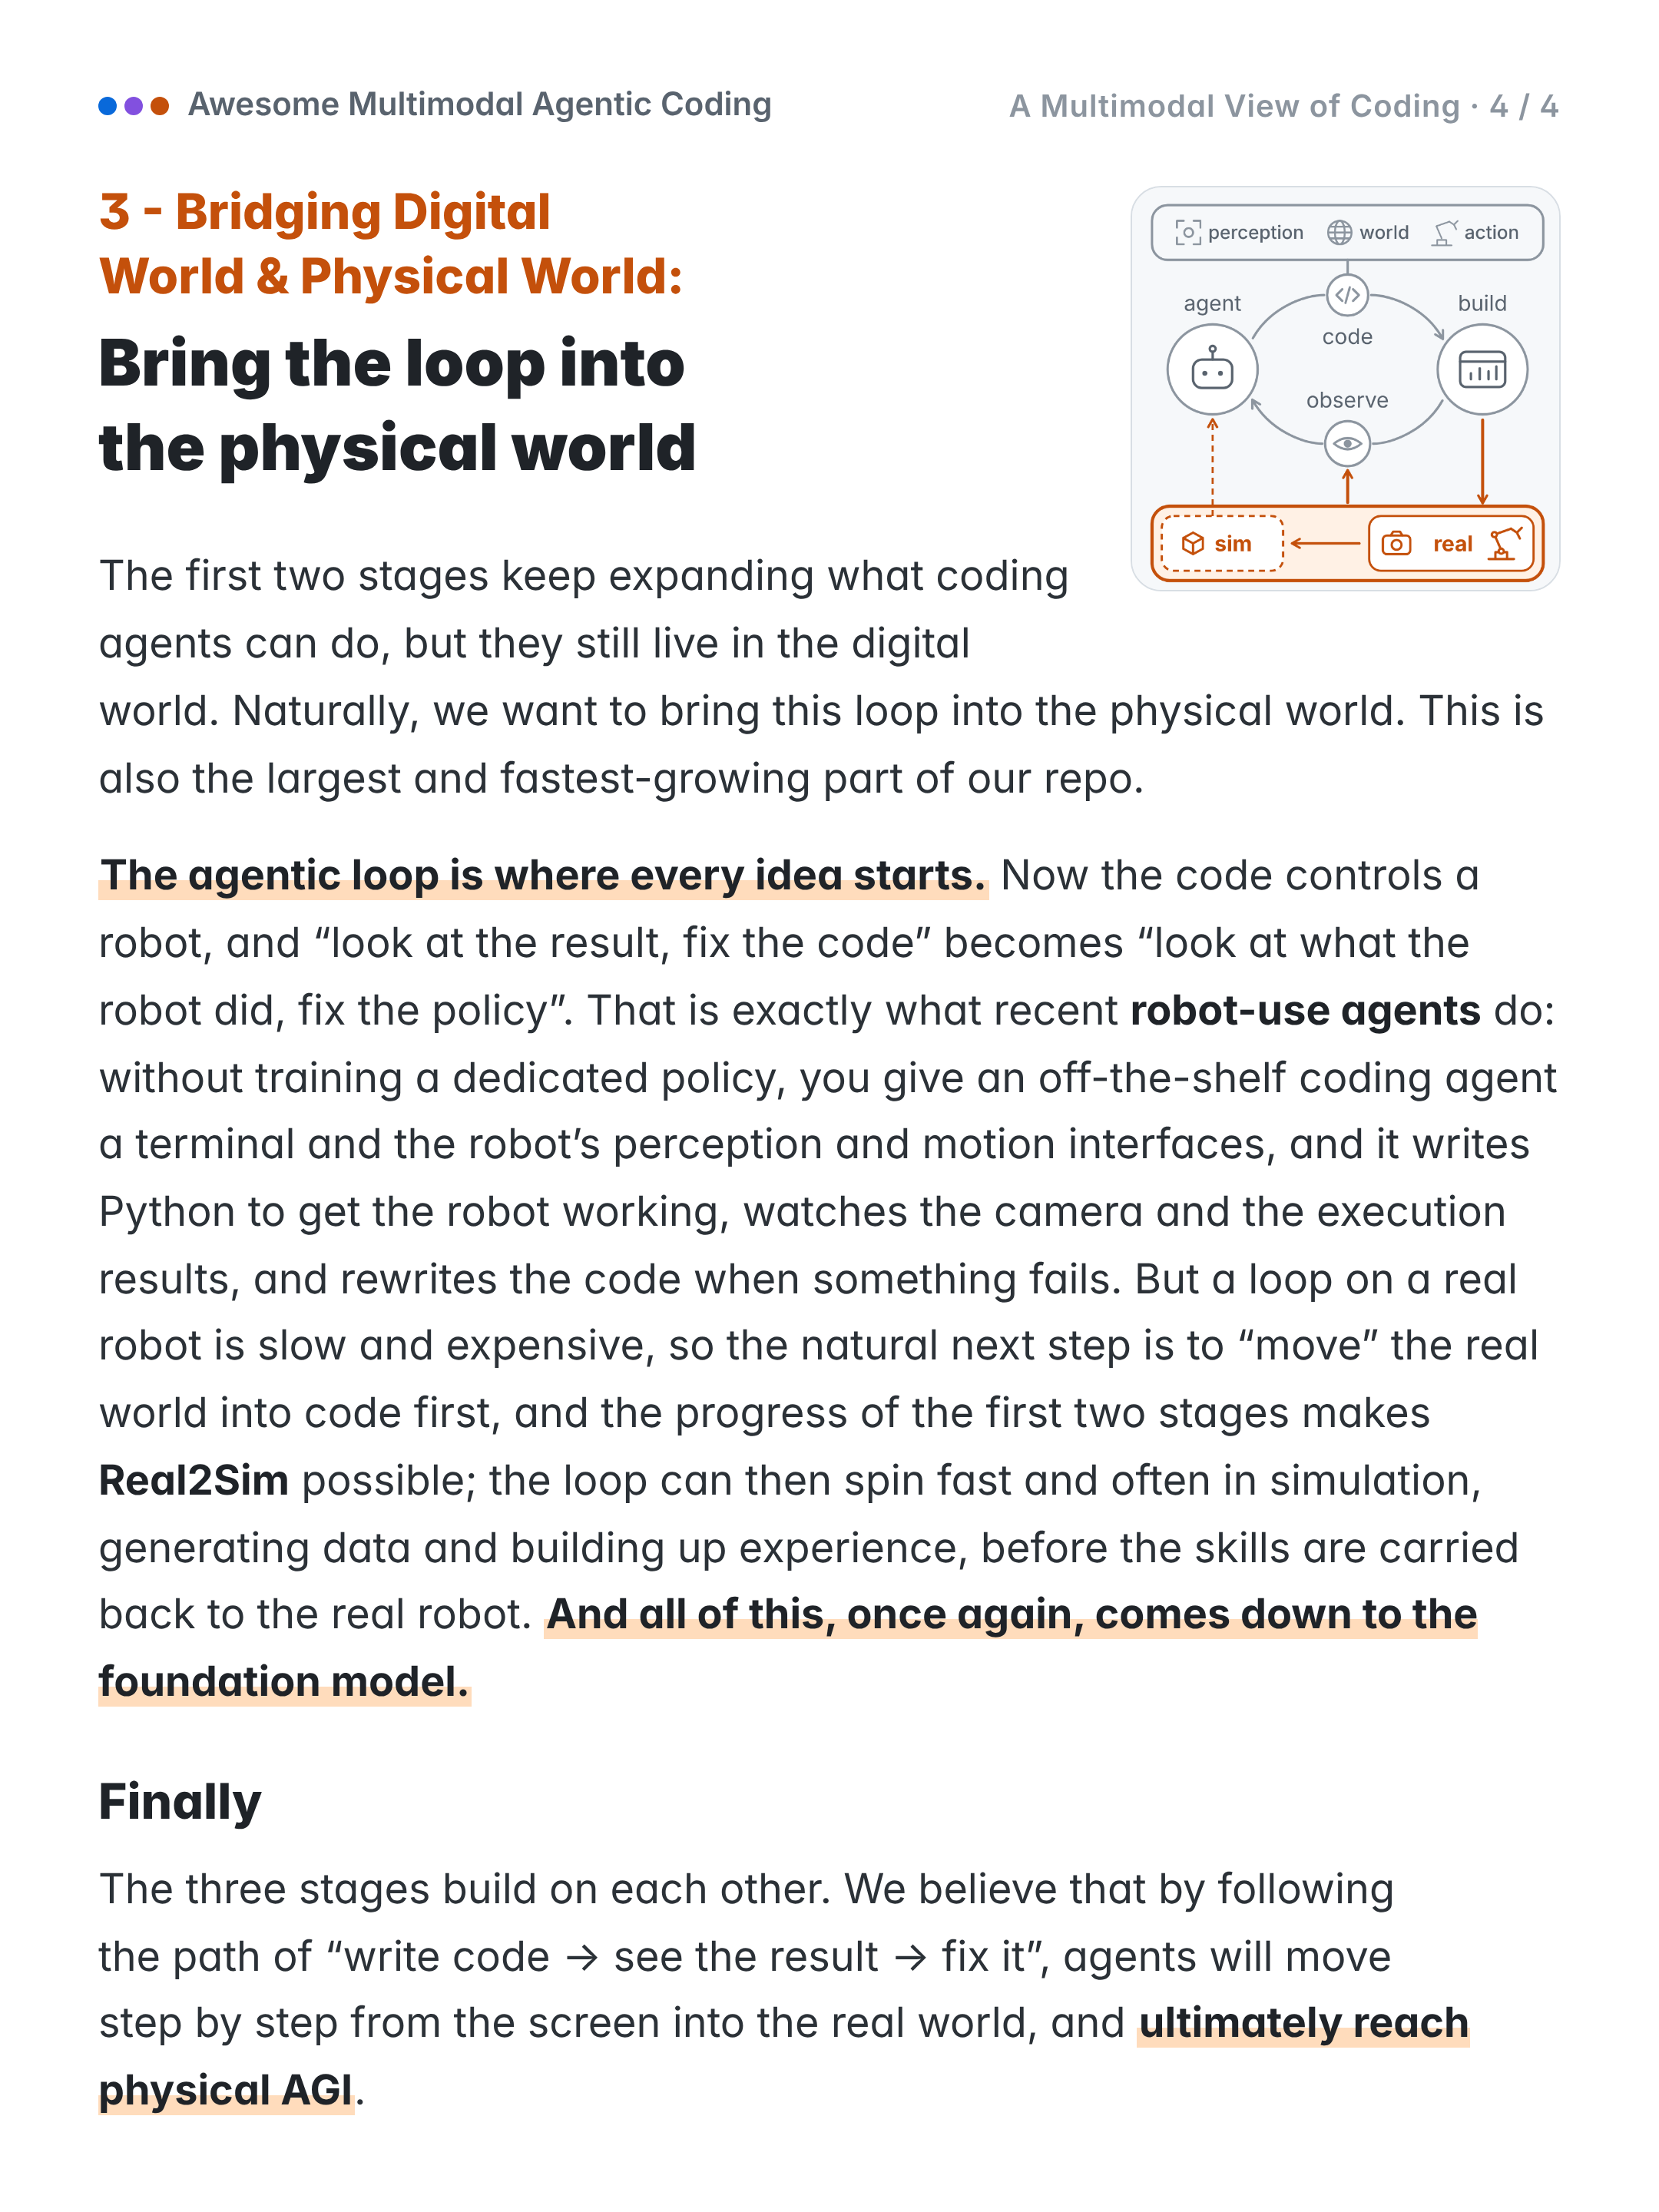 Awesome Multimodal Agentic Coding
A Multimodal View of Coding · 4 / 4
3 - Bridging Digital
World & Physical World:
Bring the loop into
the physical world
perception world action
agent
build
code
observe
sim
real
The first two stages keep expanding what coding
agents can do, but they still live in the digital
world. Naturally, we want to bring this loop into the physical world. This is
also the largest and fastest-growing part of our repo.
The agentic loop is where every idea starts. Now the code controls a
robot, and “look at the result, fix the code” becomes “look at what the
robot did, fix the policy”. That is exactly what recent robot-use agents do:
without training a dedicated policy, you give an off-the-shelf coding agent
a terminal and the robot’s perception and motion interfaces, and it writes
Python to get the robot working, watches the camera and the execution
results, and rewrites the code when something fails. But a loop on a real
robot is slow and expensive, so the natural next step is to “move” the real
world into code first, and the progress of the first two stages makes
Real2Sim possible; the loop can then spin fast and often in simulation,
generating data and building up experience, before the skills are carried
back to the real robot. And all of this, once again, comes down to the
foundation model.
Finally
The three stages build on each other. We believe that by following
the path of “write code → see the result → fix it”, agents will move
step by step from the screen into the real world, and ultimately reach
physical AGI.